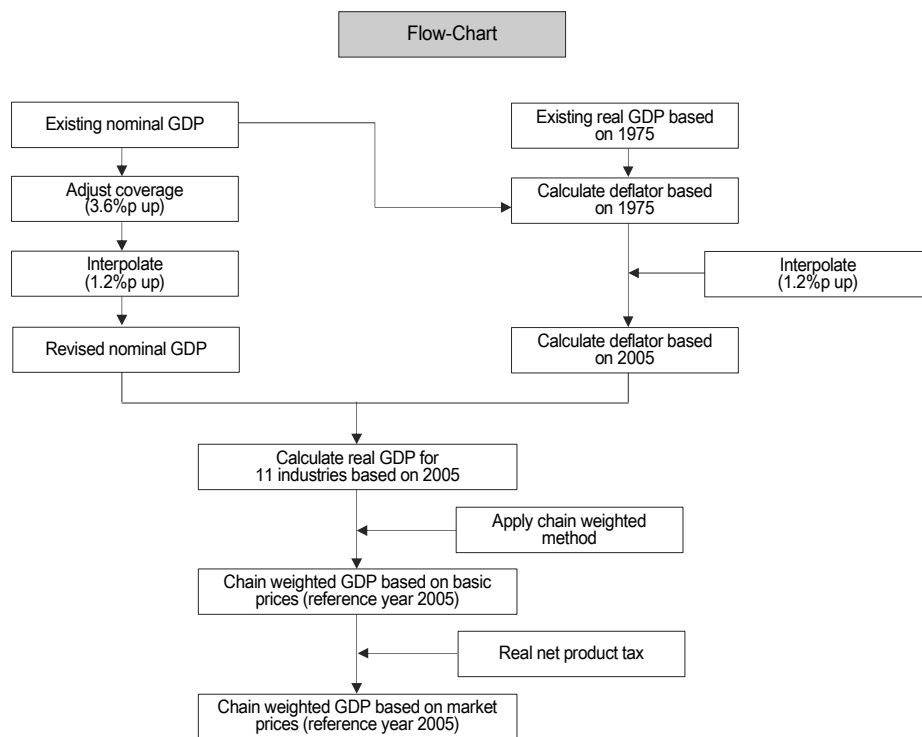 Flow-Chart
Existing nominal GDP
Existing real GDP based
on 1975
Adjust coverage
(3.6%p up)
Calculate deflator based
on 1975
Interpolate
(1.2%p up)
Interpolate
(1.2%p up)
Revised nominal GDP
Calculate deflator based
on 2005
Calculate real GDP for
11 industries based on 2005
Apply chain weighted
method
Chain weighted GDP based on basic
prices (reference year 2005)
Real net product tax
Chain weighted GDP based on market
prices (reference year 2005)